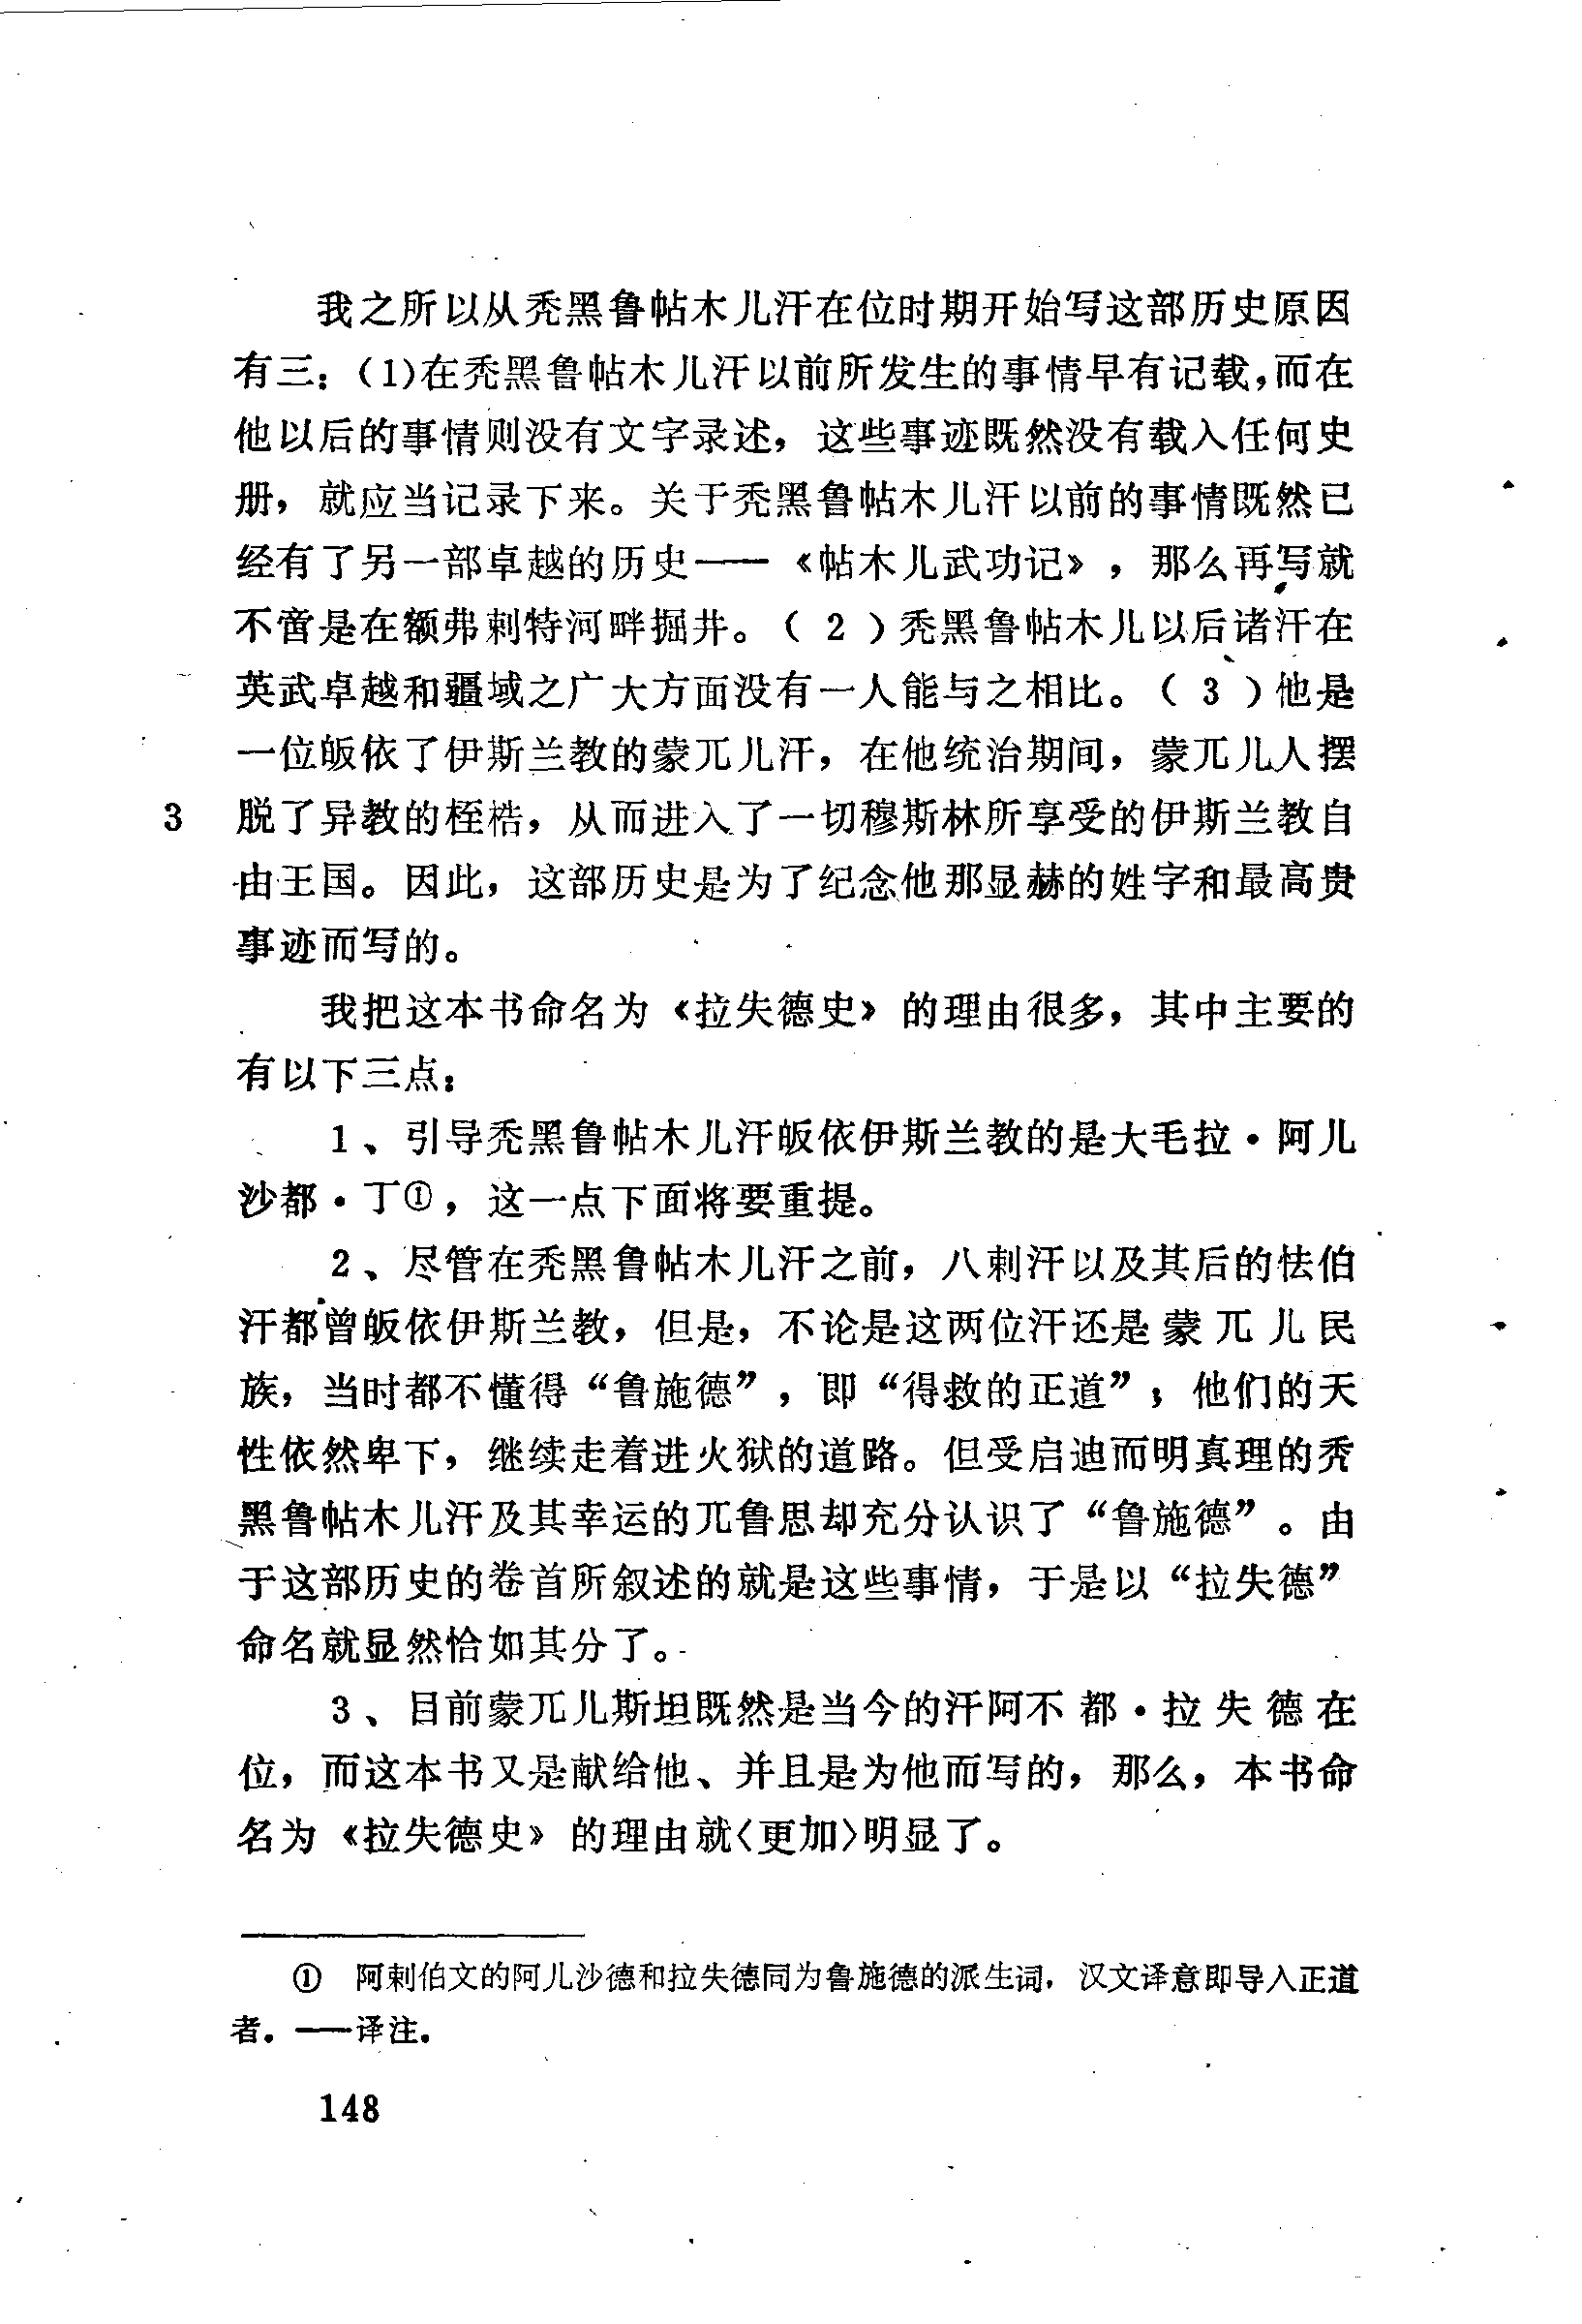 我之所以从秃黑鲁帖木儿汗在位时期开始写这部历史原因
有三：(1)在秃黑鲁帖木儿汗以前所发生的事情早有记载，而在
他以后的事情则没有文字录述，这些事迹既然没有载入任何史
册，就应当记录下来。关于秃黑鲁帖木儿汗以前的事情既然已
经有了另一部卓越的历史——《帖木儿武功记》，那么再写就
不啻是在额弗剌特河畔掘井。（2）秃黑鲁帖木儿以后诸汗在
英武卓越和疆域之广大方面没有一人能与之相比。（3）他是
一位皈依了伊斯兰教的蒙兀儿汗，在他统治期间，蒙兀儿人摆
3 脱了异教的桎梏，从而进入了一切穆斯林所享受的伊斯兰教自
由王国。因此，这部历史是为了纪念他那显赫的姓字和最高贵
事迹而写的。
我把这本书命名为《拉失德史》的理由很多，其中主要的
有以下三点：
1、引导秃黑鲁帖木儿汗皈依伊斯兰教的是大毛拉·阿儿
沙都·丁①，这一点下面将要重提。
2、尽管在秃黑鲁帖木儿汗之前，八剌汗以及其后的怯伯
汗都曾皈依伊斯兰教，但是，不论是这两位汗还是蒙兀儿民
族，当时都不懂得“鲁施德”，即“得救的正道”；他们的天
性依然卑下，继续走着进火狱的道路。但受启迪而明真理的秃
黑鲁帖木儿汗及其幸运的兀鲁思却充分认识了“鲁施德”。由
于这部历史的卷首所叙述的就是这些事情，于是以“拉失德”
命名就显然恰如其分了。
3、目前蒙兀儿斯坦既然是当今的汗阿不都·拉失德在
位，而这本书又是献给他、并且是为他而写的，那么，本书命
名为《拉失德史》的理由就〈更加〉明显了。
① 阿剌伯文的阿儿沙德和拉失德同为鲁施德的派生词，汉文译意即导入正道
者。——译注。
148